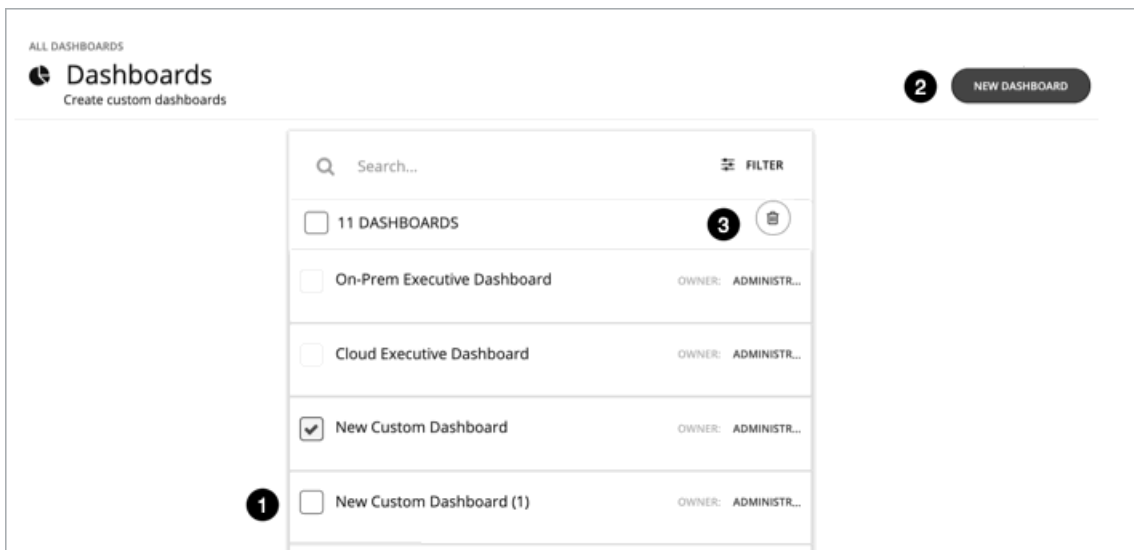 ALL DASHBOARDS
Dashboards
Create custom dashboards
2 NEW DASHBOARD
Search... FILTER
11 DASHBOARDS 3
On-Prem Executive Dashboard OWNER: ADMINISTR...
Cloud Executive Dashboard OWNER: ADMINISTR...
New Custom Dashboard OWNER: ADMINISTR...
1 New Custom Dashboard (1) OWNER: ADMINISTR...